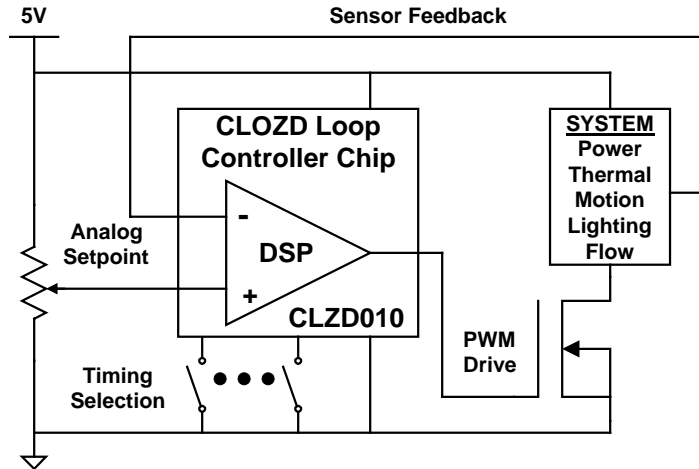 5V
Sensor Feedback
CLOZD Loop
Controller Chip
SYSTEM
Power
Thermal
Motion
Lighting
Flow
Analog
Setpoint
-
DSP
+
CLZD010
PWM
Drive
Timing
Selection